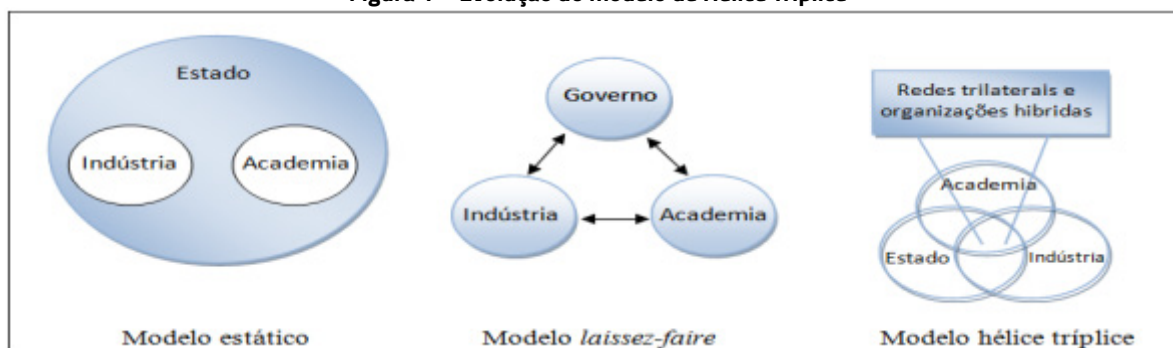 Estado
Indústria
Academia
Governo
Indústria
Academia
Redes trilaterais e
organizações hibridas
Academia
Estado
Indústria
Modelo estático
Modelo laissez-faire
Modelo hélice tríplice